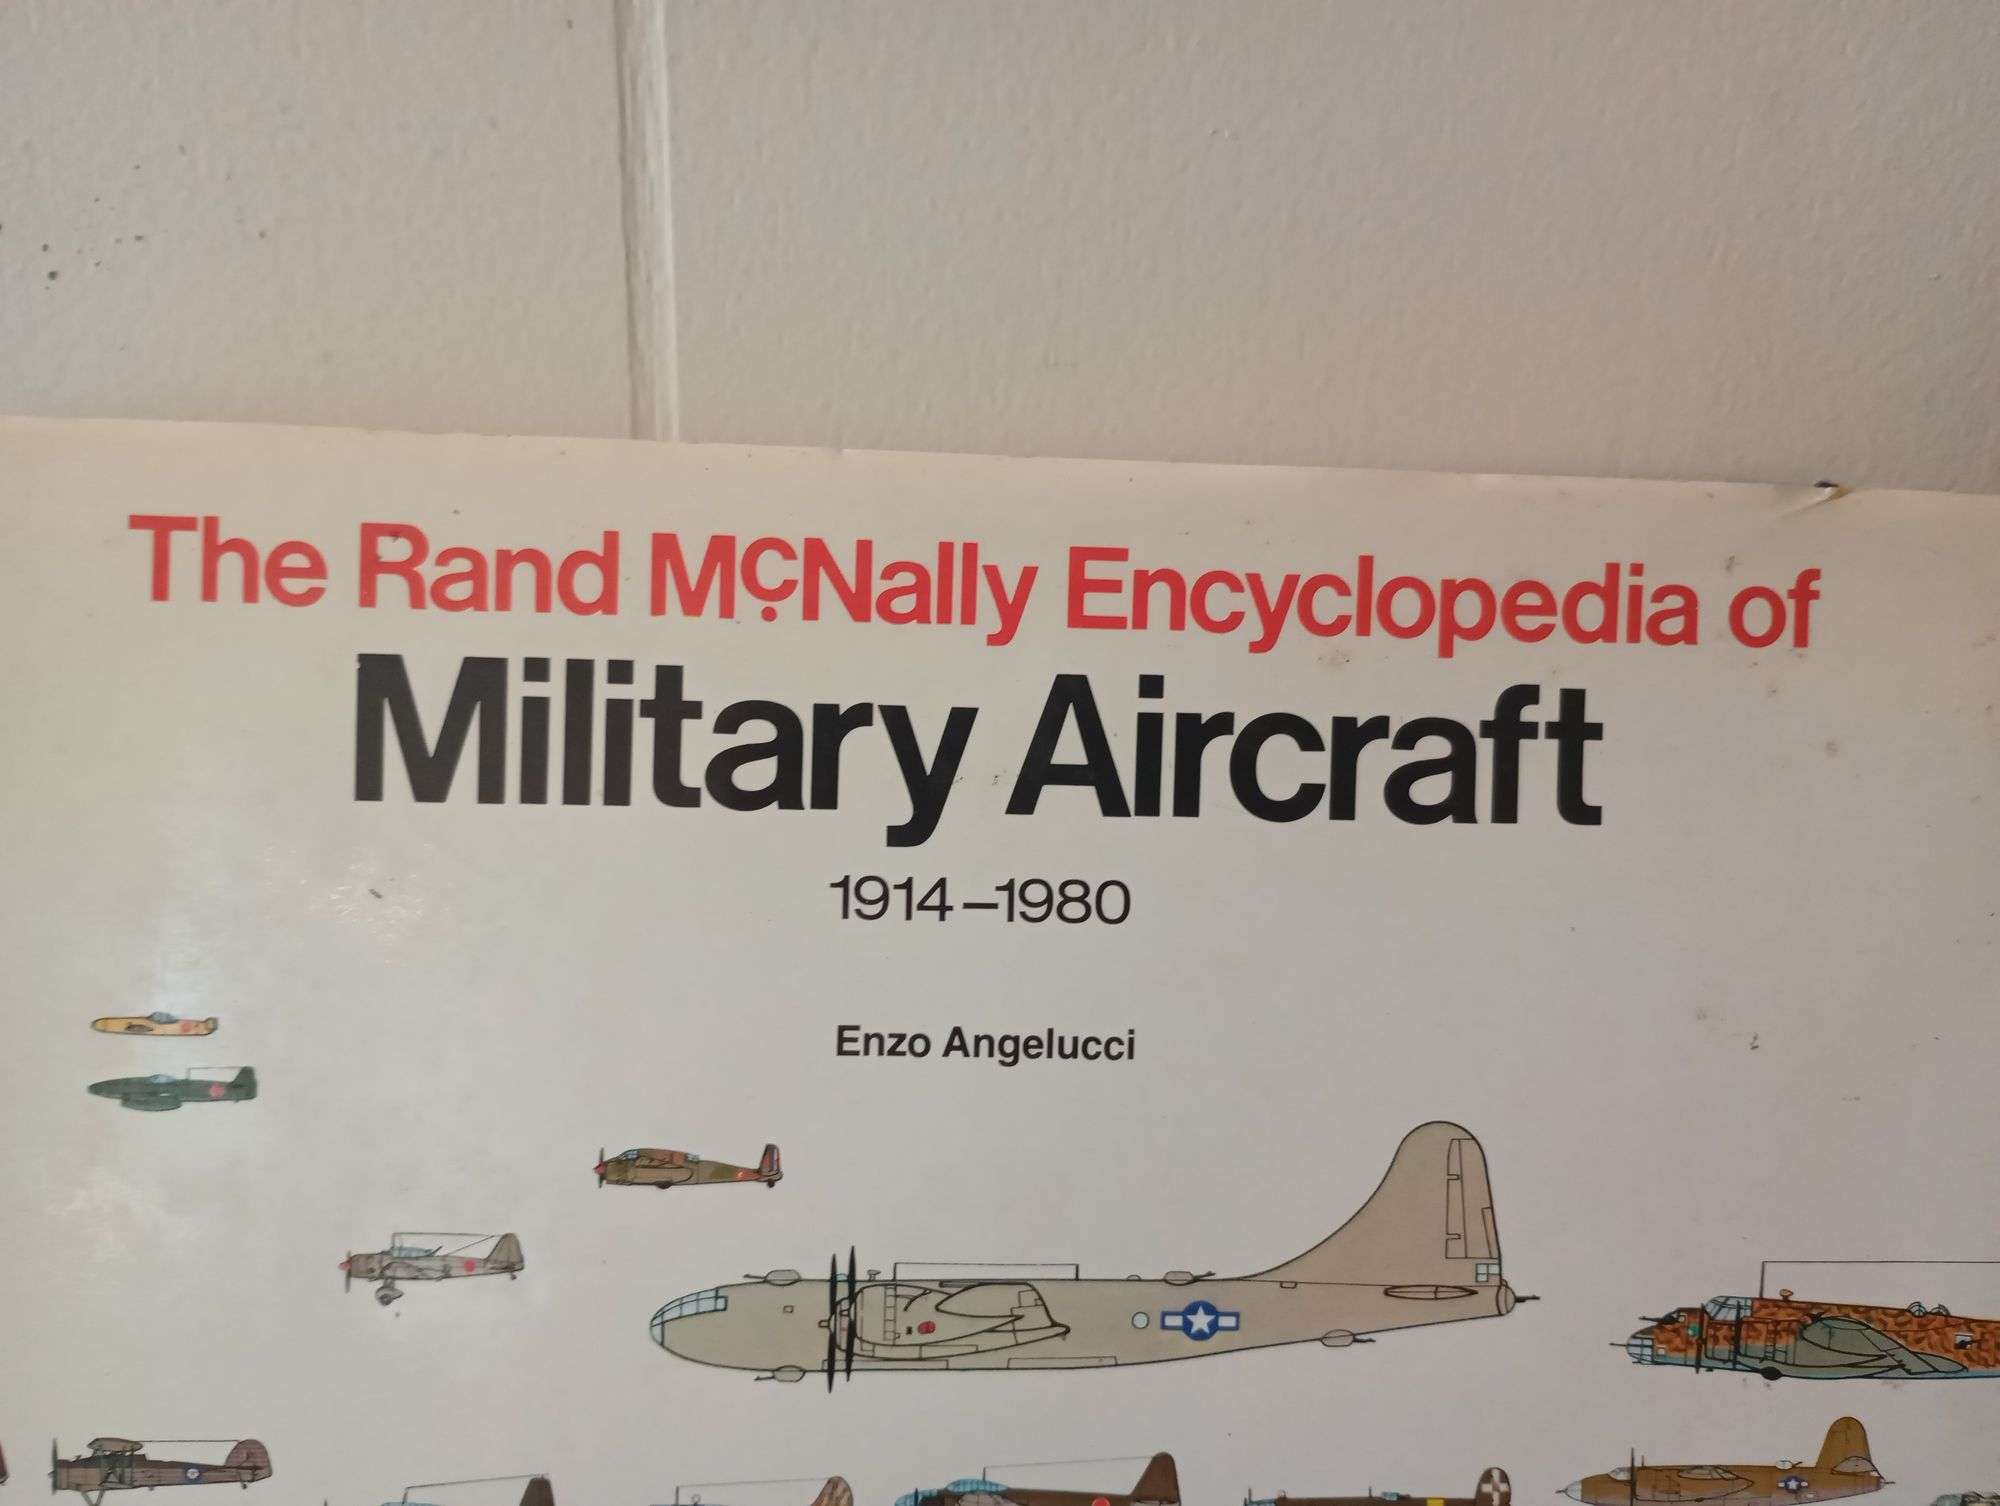 The Rand McNally Encyclopedia of
Military Aircraft
1914–1980
Enzo Angelucci